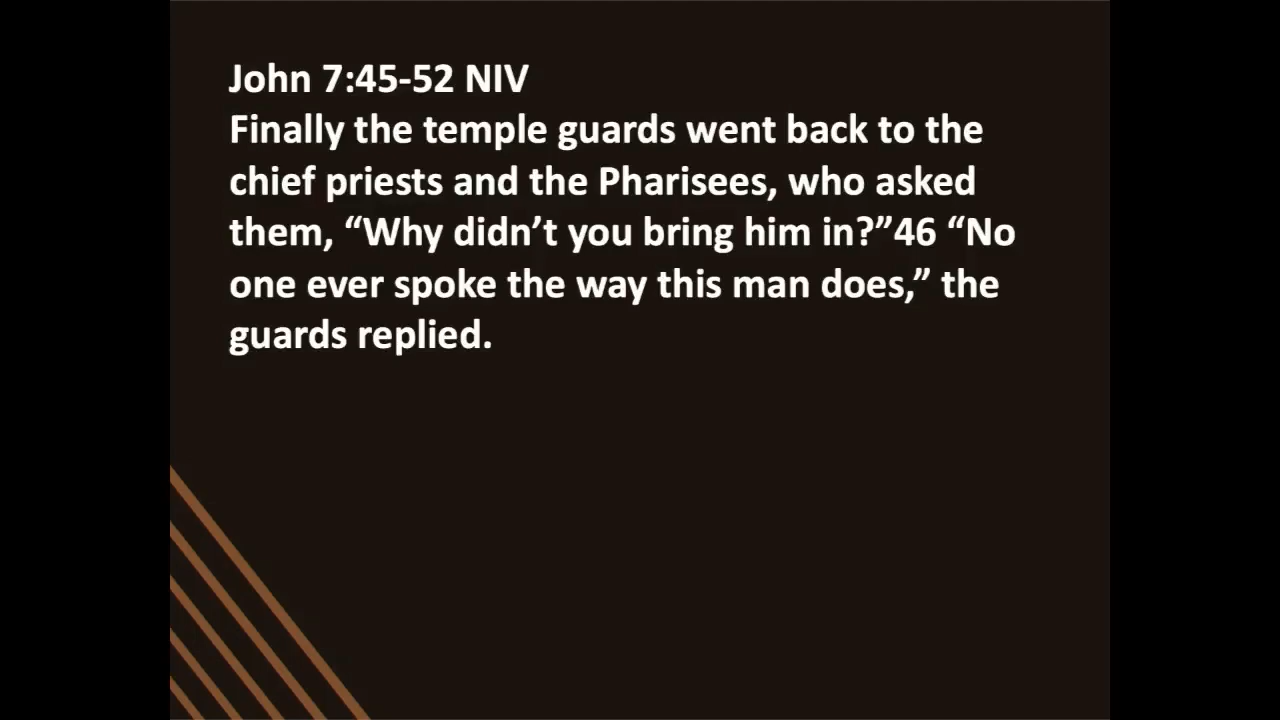 John 7:45-52 NIV
Finally the temple guards went back to the
chief priests and the Pharisees, who asked
them, “Why didn’t you bring him in?”46 “No
one ever spoke the way this man does,” the
guards replied.